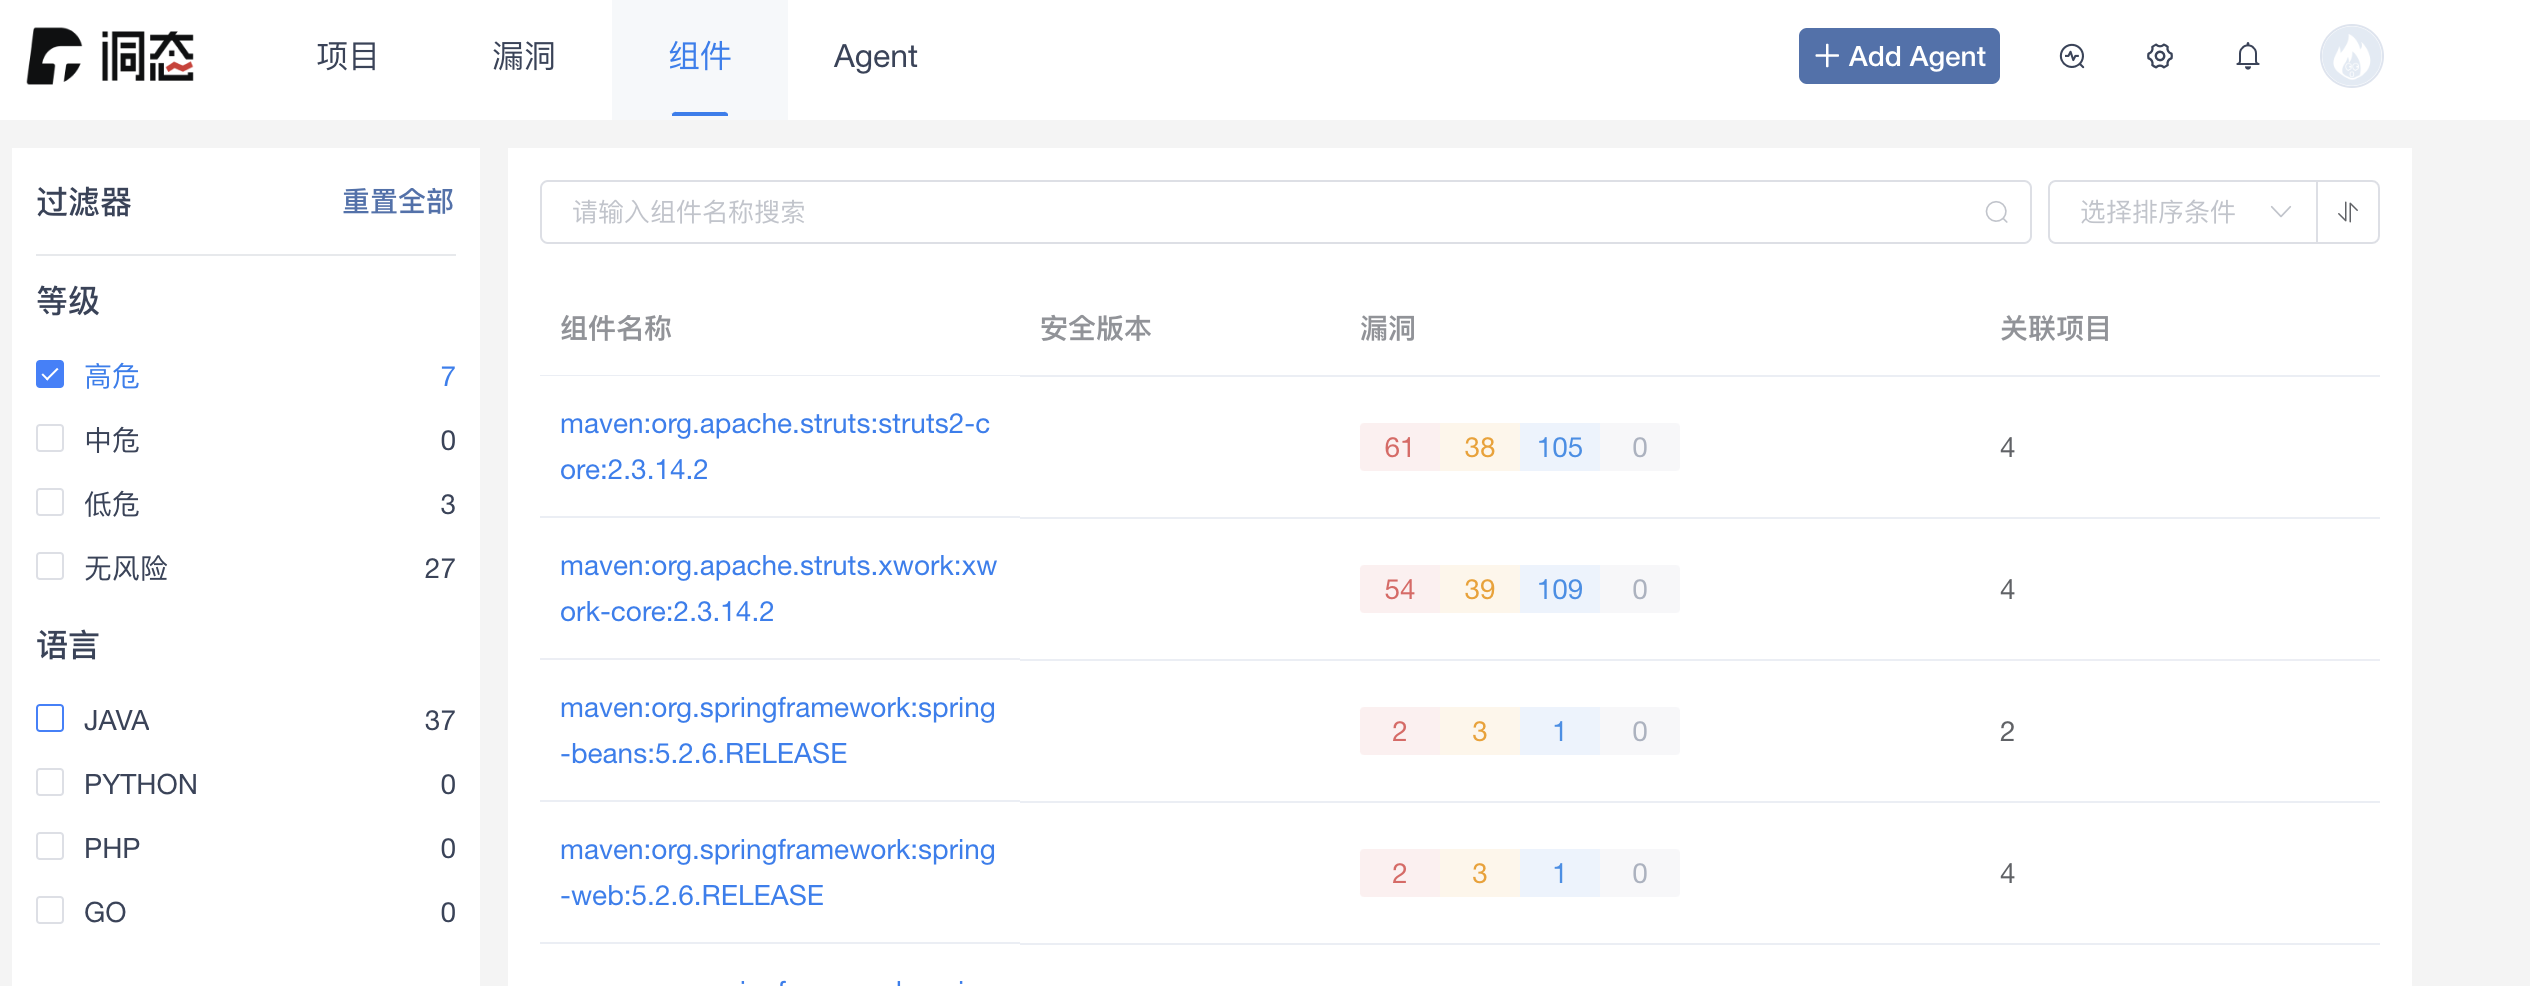 洞态
项目
漏洞
组件
Agent
+ Add Agent
过滤器
重置全部
等级
高危 7
中危 0
低危 3
无风险 27
语言
JAVA 37
PYTHON 0
PHP 0
GO 0
请输入组件名称搜索
选择排序条件
组件名称 安全版本 漏洞 关联项目
maven:org.apache.struts:struts2-c
ore:2.3.14.2
61 38 105 0 4
maven:org.apache.struts.xwork:xw
ork-core:2.3.14.2
54 39 109 0 4
maven:org.springframework:spring
-beans:5.2.6.RELEASE
2 3 1 0 2
maven:org.springframework:spring
-web:5.2.6.RELEASE
2 3 1 0 4